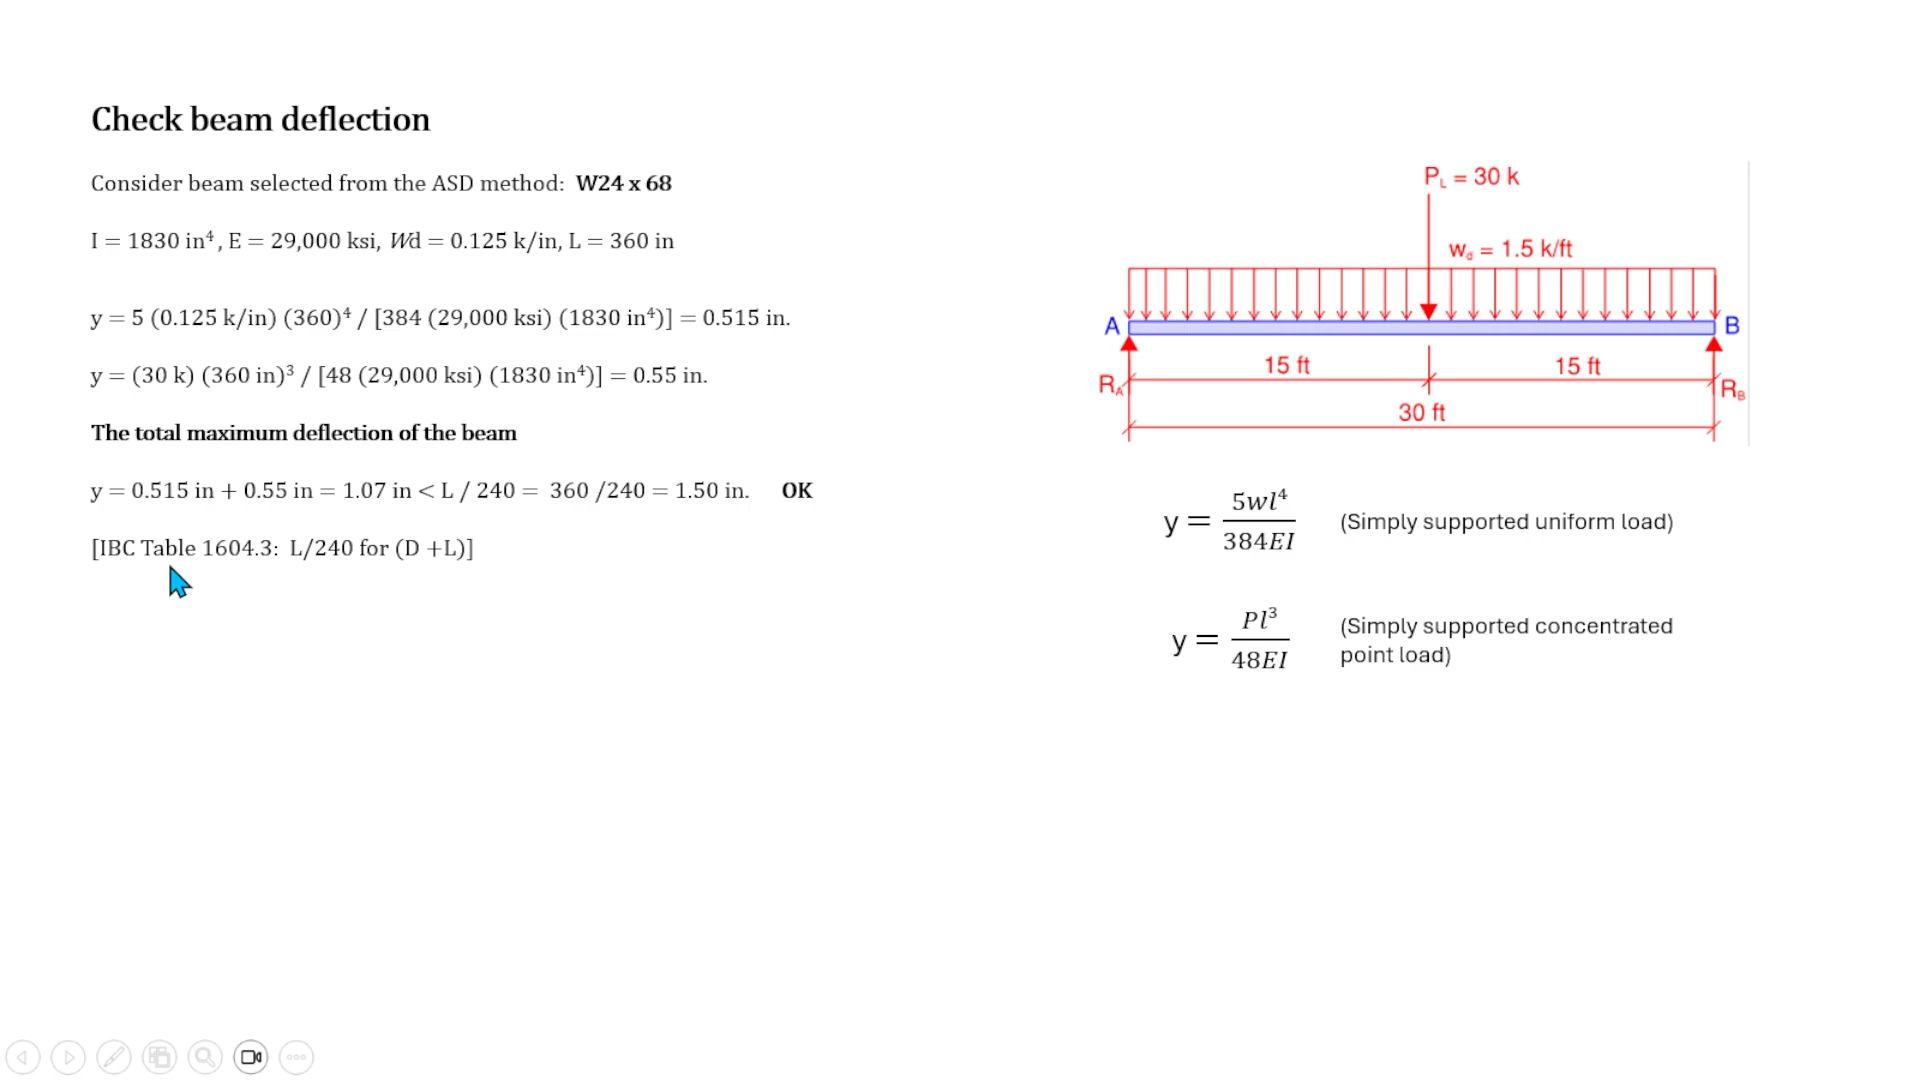 Check beam deflection
Consider beam selected from the ASD method: W24 x 68
I = 1830 in⁴ , E = 29,000 ksi, Wd = 0.125 k/in, L = 360 in
y = 5 (0.125 k/in) (360)⁴ / [384 (29,000 ksi) (1830 in⁴)] = 0.515 in.
y = (30 k) (360 in)³ / [48 (29,000 ksi) (1830 in⁴)] = 0.55 in.
The total maximum deflection of the beam
y = 0.515 in + 0.55 in = 1.07 in < L / 240 = 360 /240 = 1.50 in. OK
[IBC Table 1604.3: L/240 for (D +L)]
P_L = 30 k
w_d = 1.5 k/ft
A B
15 ft 15 ft
R_A R_B
30 ft
y = 5wl⁴ / 384EI (Simply supported uniform load)
y = Pl³ / 48EI (Simply supported concentrated
point load)